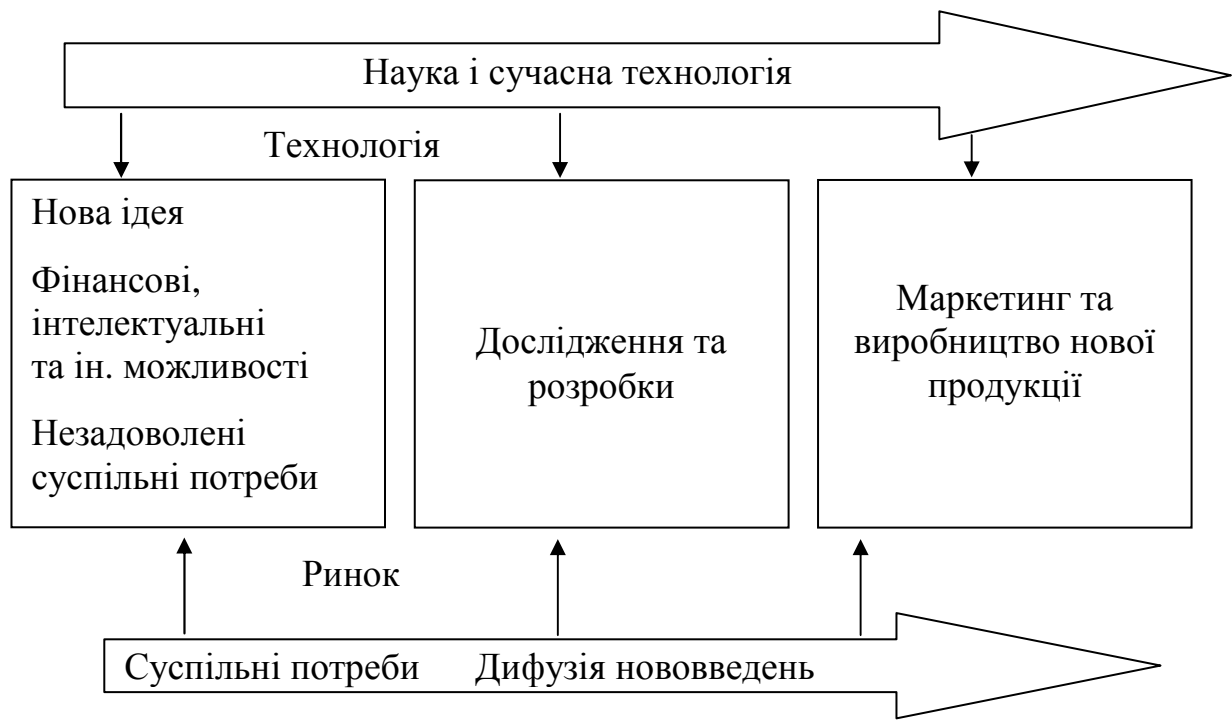 Наука і сучасна технологія
Технологія
Нова ідея
Фінансові,
інтелектуальні
та ін. можливості
Незадоволені
суспільні потреби
Дослідження та
розробки
Маркетинг та
виробництво нової
продукції
Ринок
Суспільні потреби Дифузія нововведень